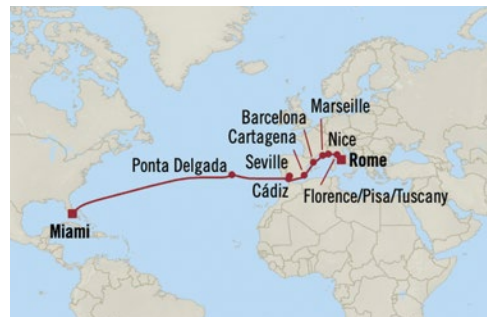 Marseille
Barcelona
Cartagena
Nice
Ponta Delgada
Seville
Rome
Cádiz
Florence/Pisa/Tuscany
Miami